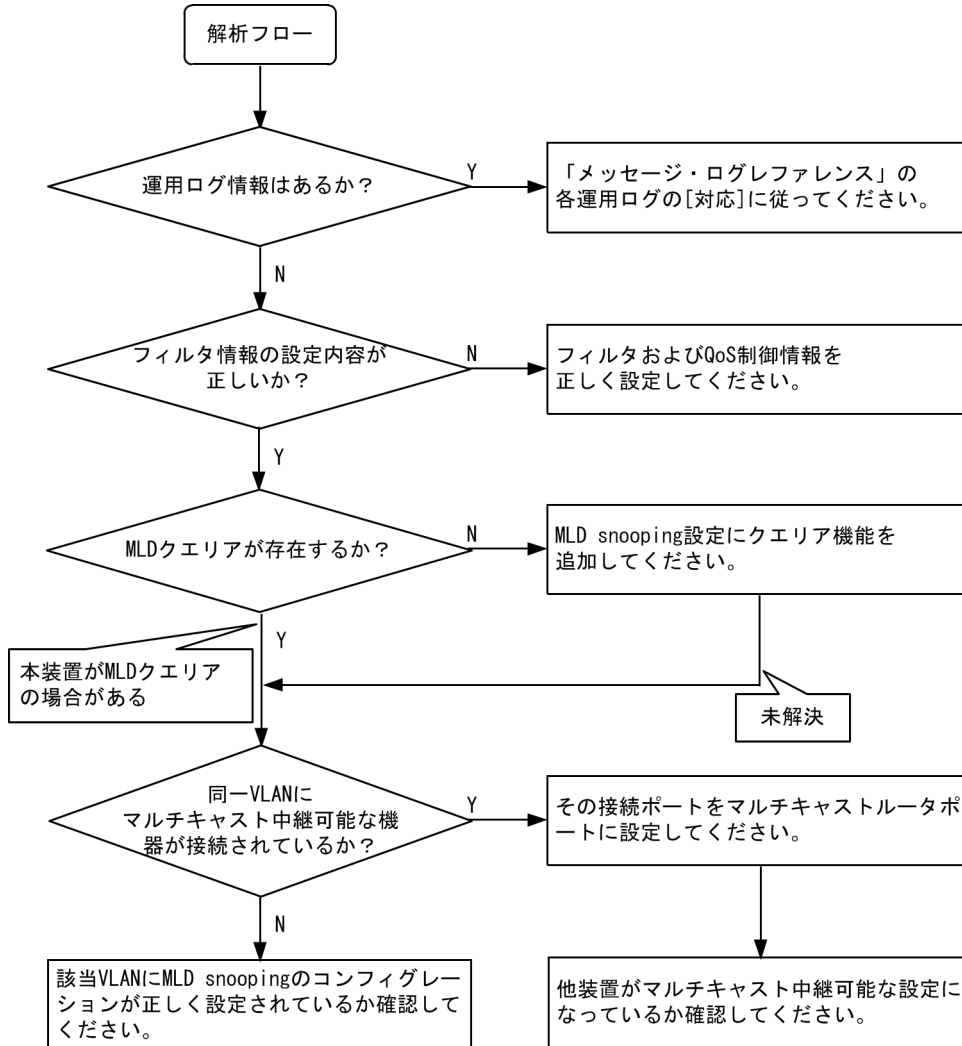 解析フロー
運用ログ情報はあるか？
Y
「メッセージ・ログレファレンス」の
各運用ログの[対応]に従ってください。
N
フィルタ情報の設定内容が
正しいか？
N
フィルタおよびQoS制御情報を
正しく設定してください。
Y
MLDクエリアが存在するか？
N
MLD snooping設定にクエリア機能を
追加してください。
Y
本装置がMLDクエリア
の場合がある
未解決
同一VLANに
マルチキャスト中継可能な機
器が接続されているか？
Y
その接続ポートをマルチキャストルータポ
ートに設定してください。
N
該当VLANにMLD snoopingのコンフィグレー
ションが正しく設定されているか確認して
ください。
他装置がマルチキャスト中継可能な設定に
なっているか確認してください。